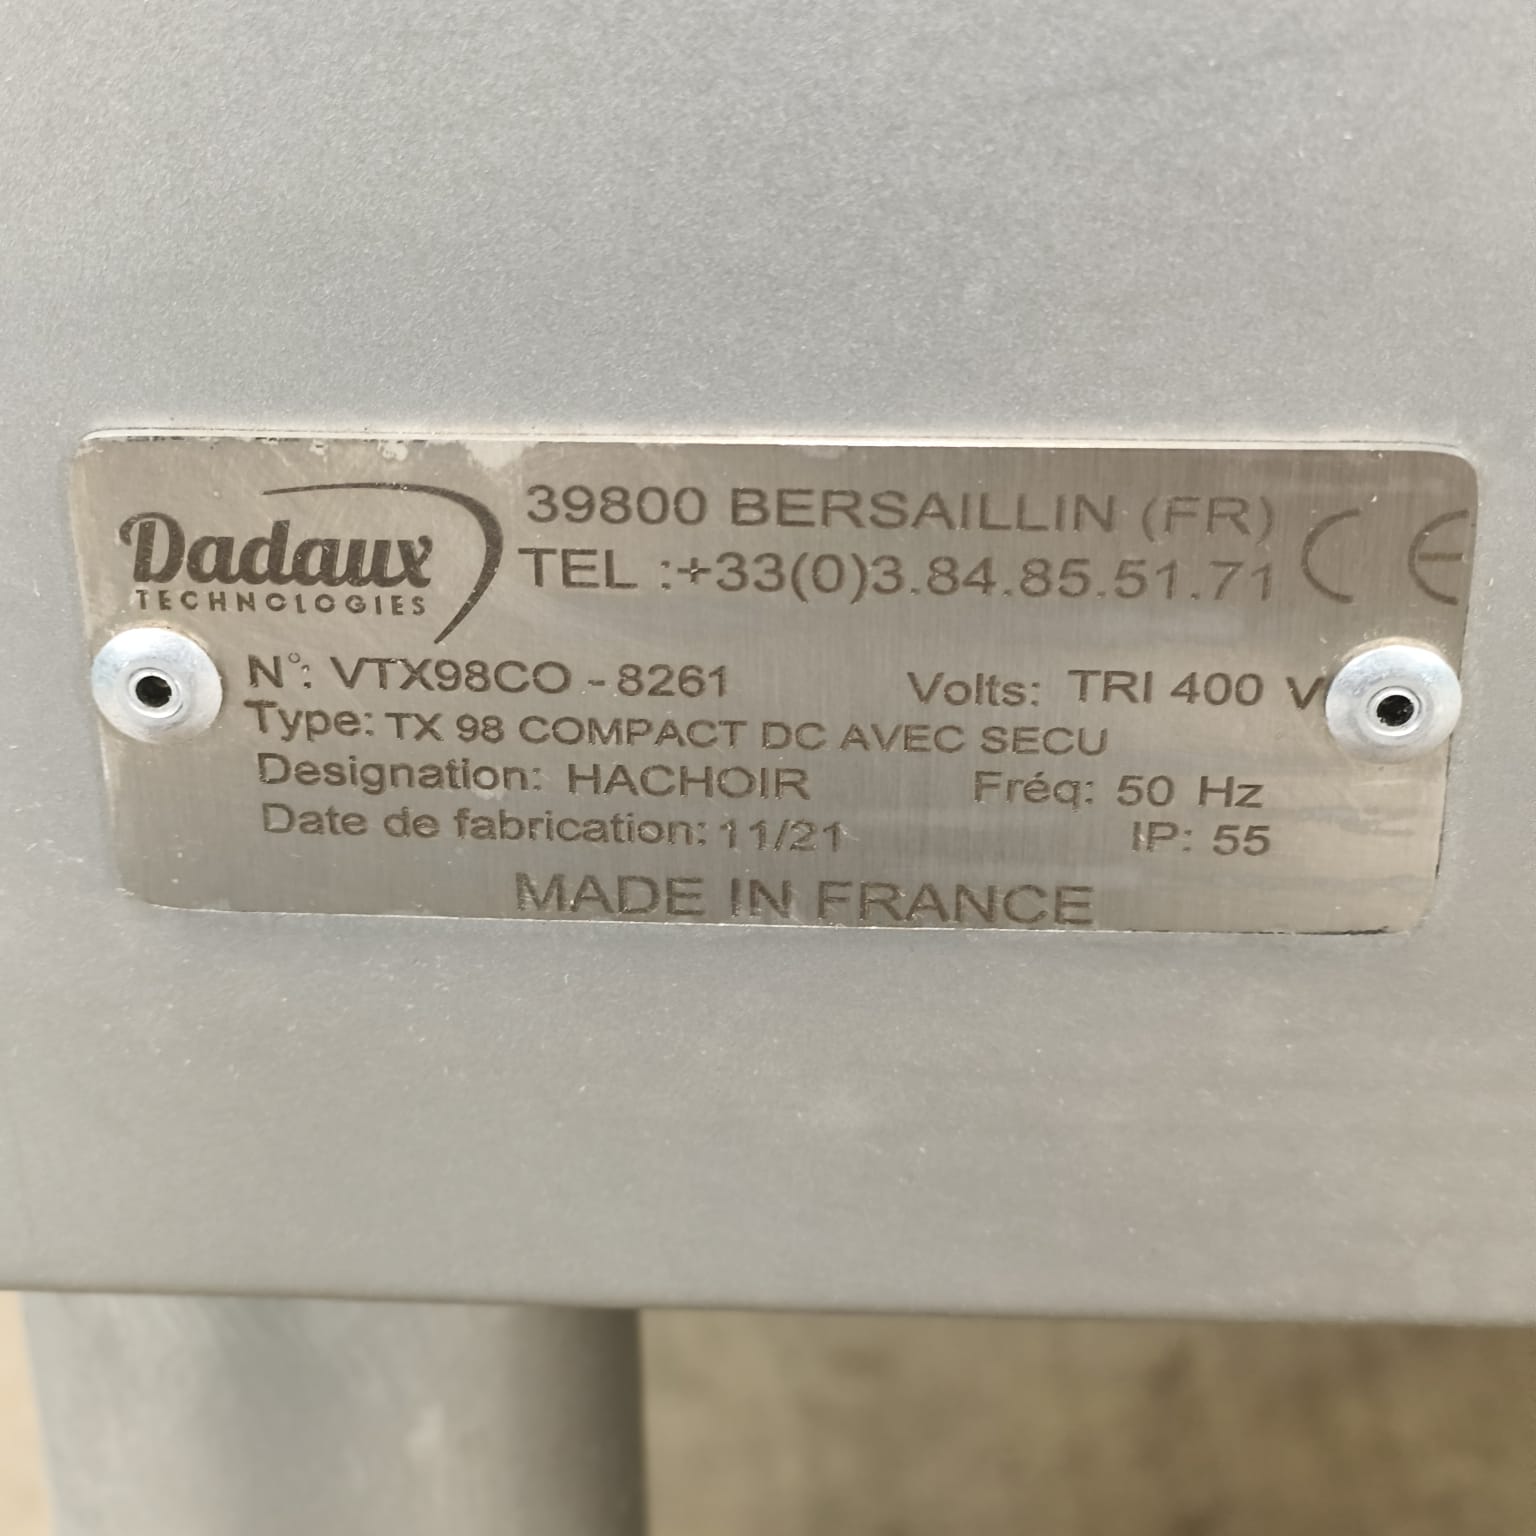 Dadaux
TECHNOLOGIES
39800 BERSAILLIN (FR)
TEL :+33(0)3.84.85.51.71
CE
N°: VTX98CO - 8261
Volts: TRI 400 V
Type: TX 98 COMPACT DC AVEC SECU
Designation: HACHOIR
Fréq: 50 Hz
Date de fabrication: 11/21
IP: 55
MADE IN FRANCE